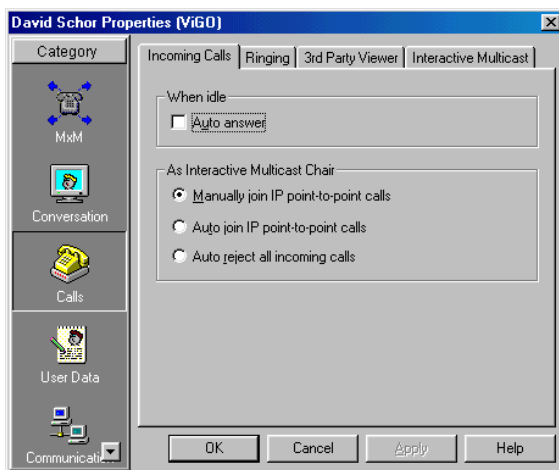 David Schor Properties (ViGO)
Category
MxM
Conversation
Calls
User Data
Incoming Calls
Ringing
3rd Party Viewer
Interactive Multicast
When idle
Auto answer
As Interactive Multicast Chair
Manually join IP point-to-point calls
Auto join IP point-to-point calls
Auto reject all incoming calls
OK
Cancel
Apply
Help